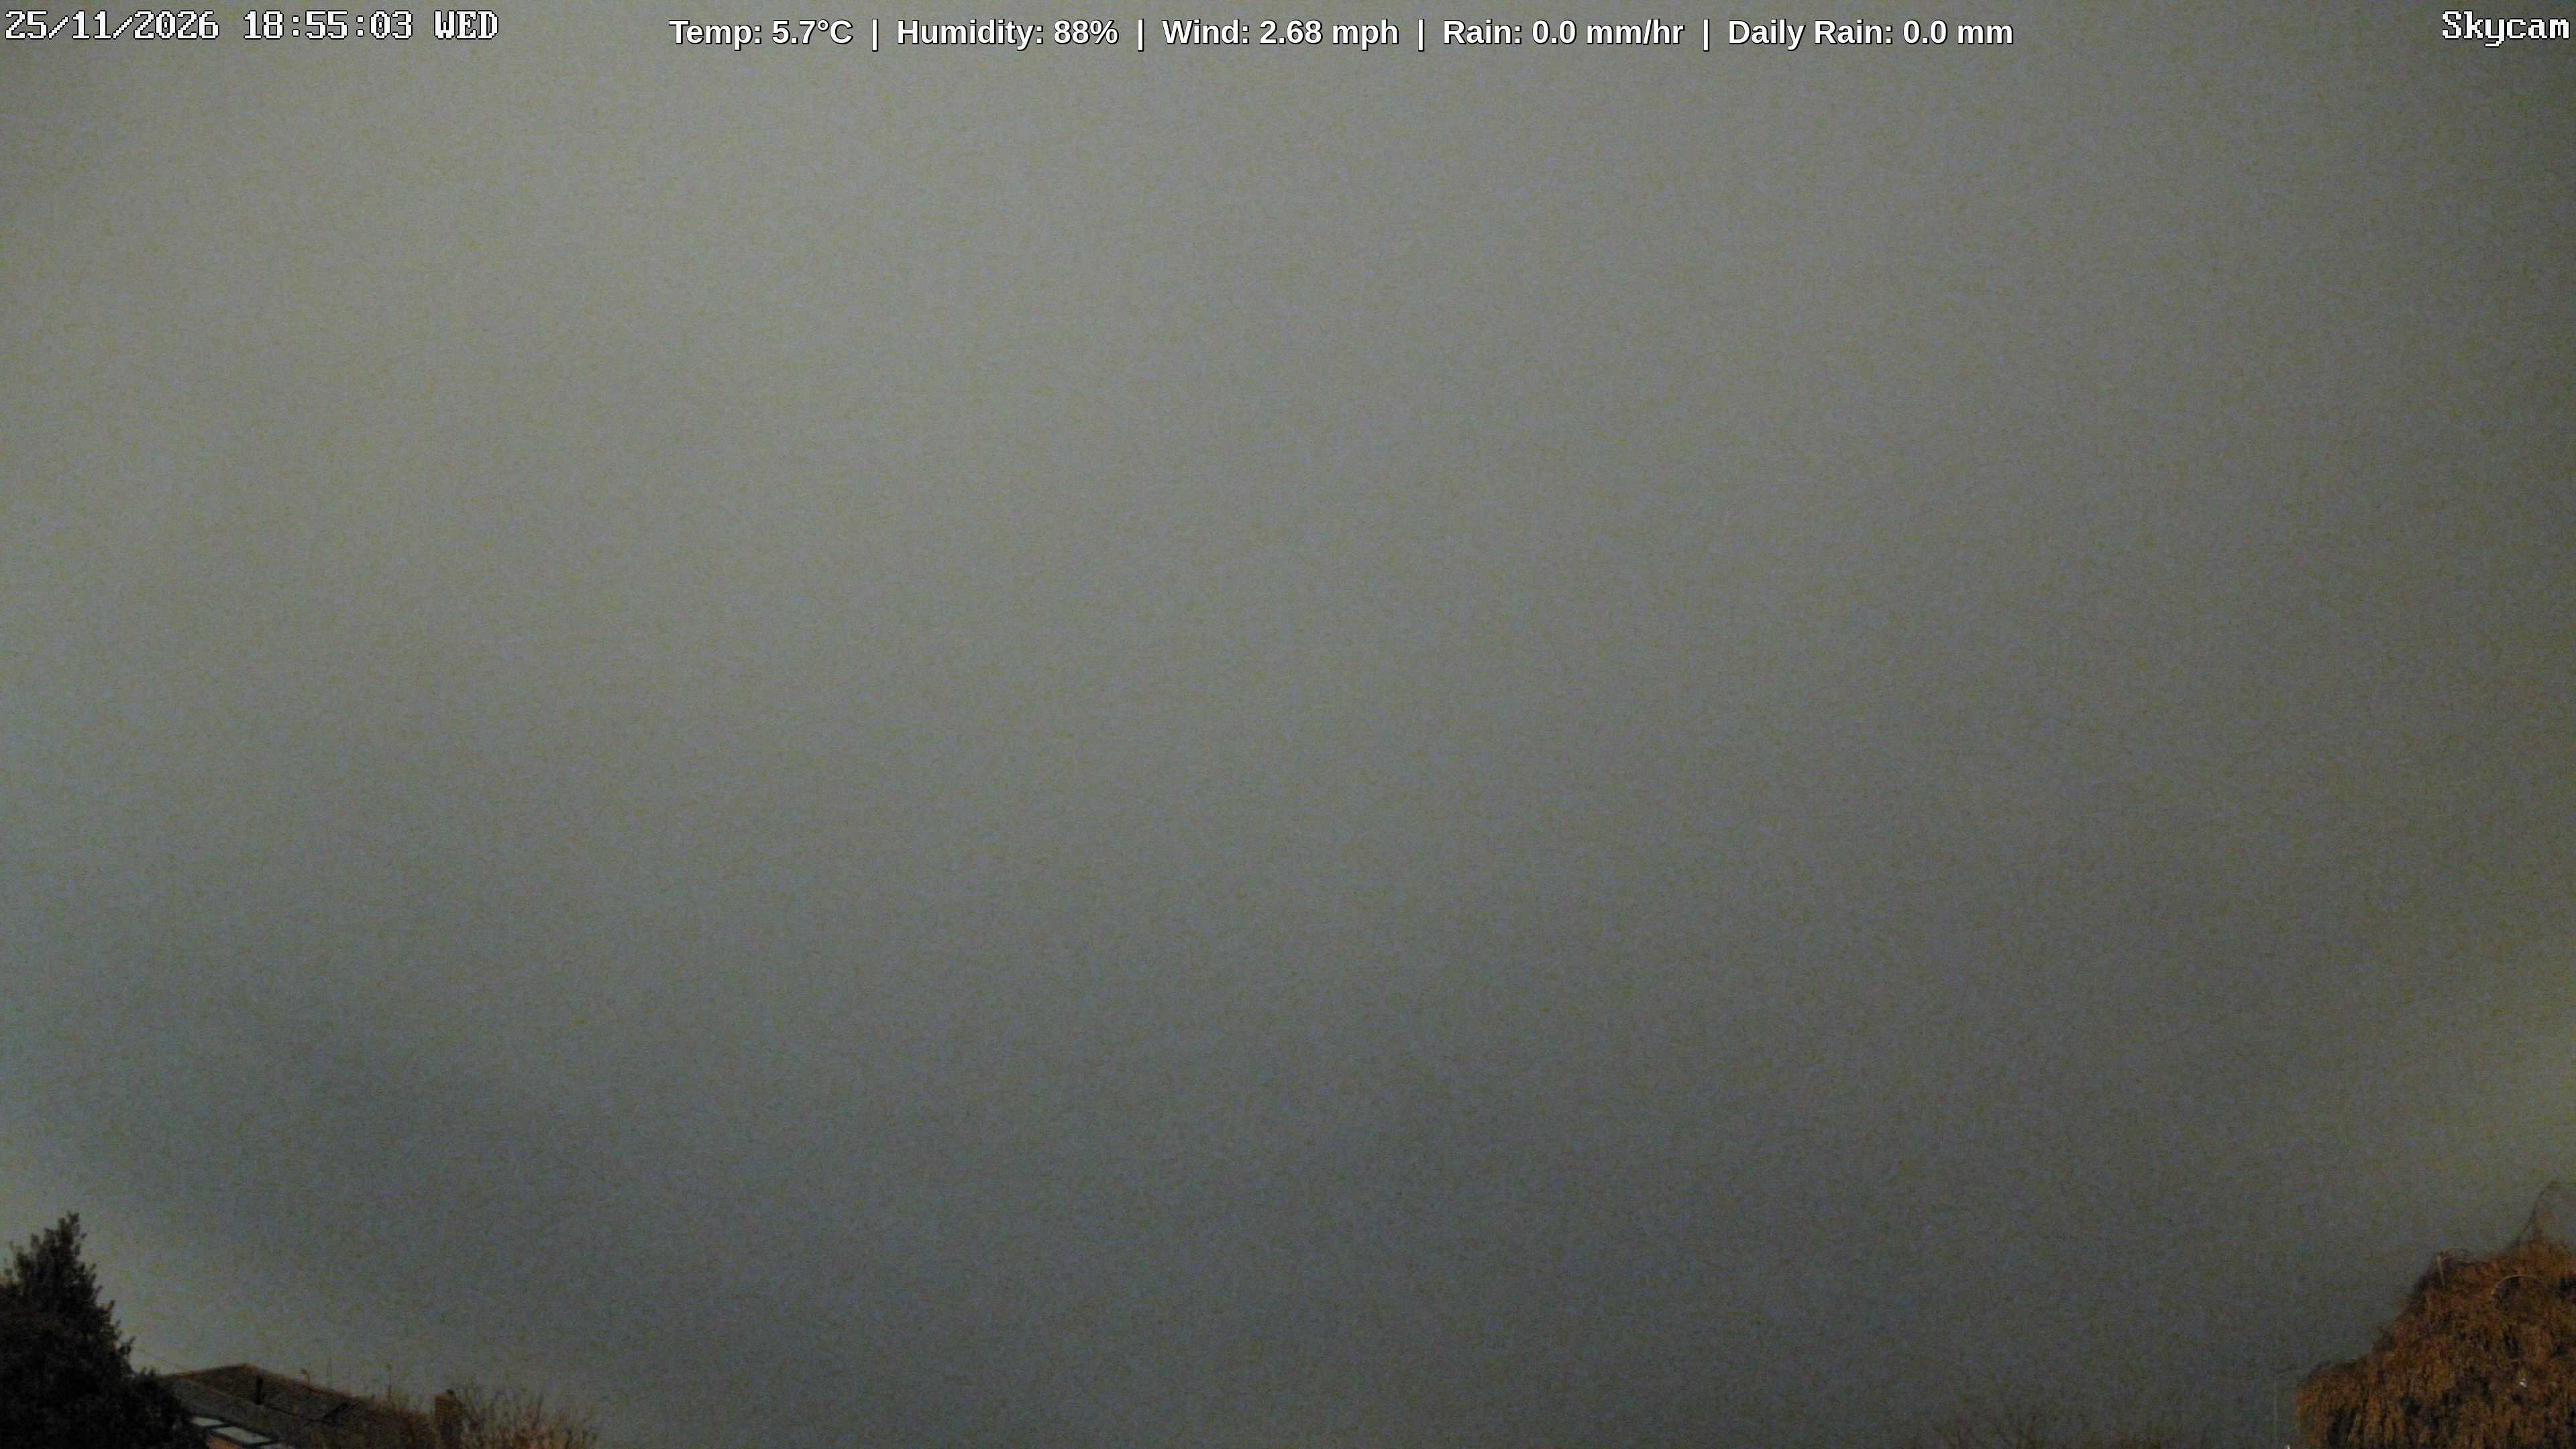 25/11/2026 18:55:03 WED
Temp: 5.7°C | Humidity: 88% | Wind: 2.68 mph | Rain: 0.0 mm/hr | Daily Rain: 0.0 mm
Skycam